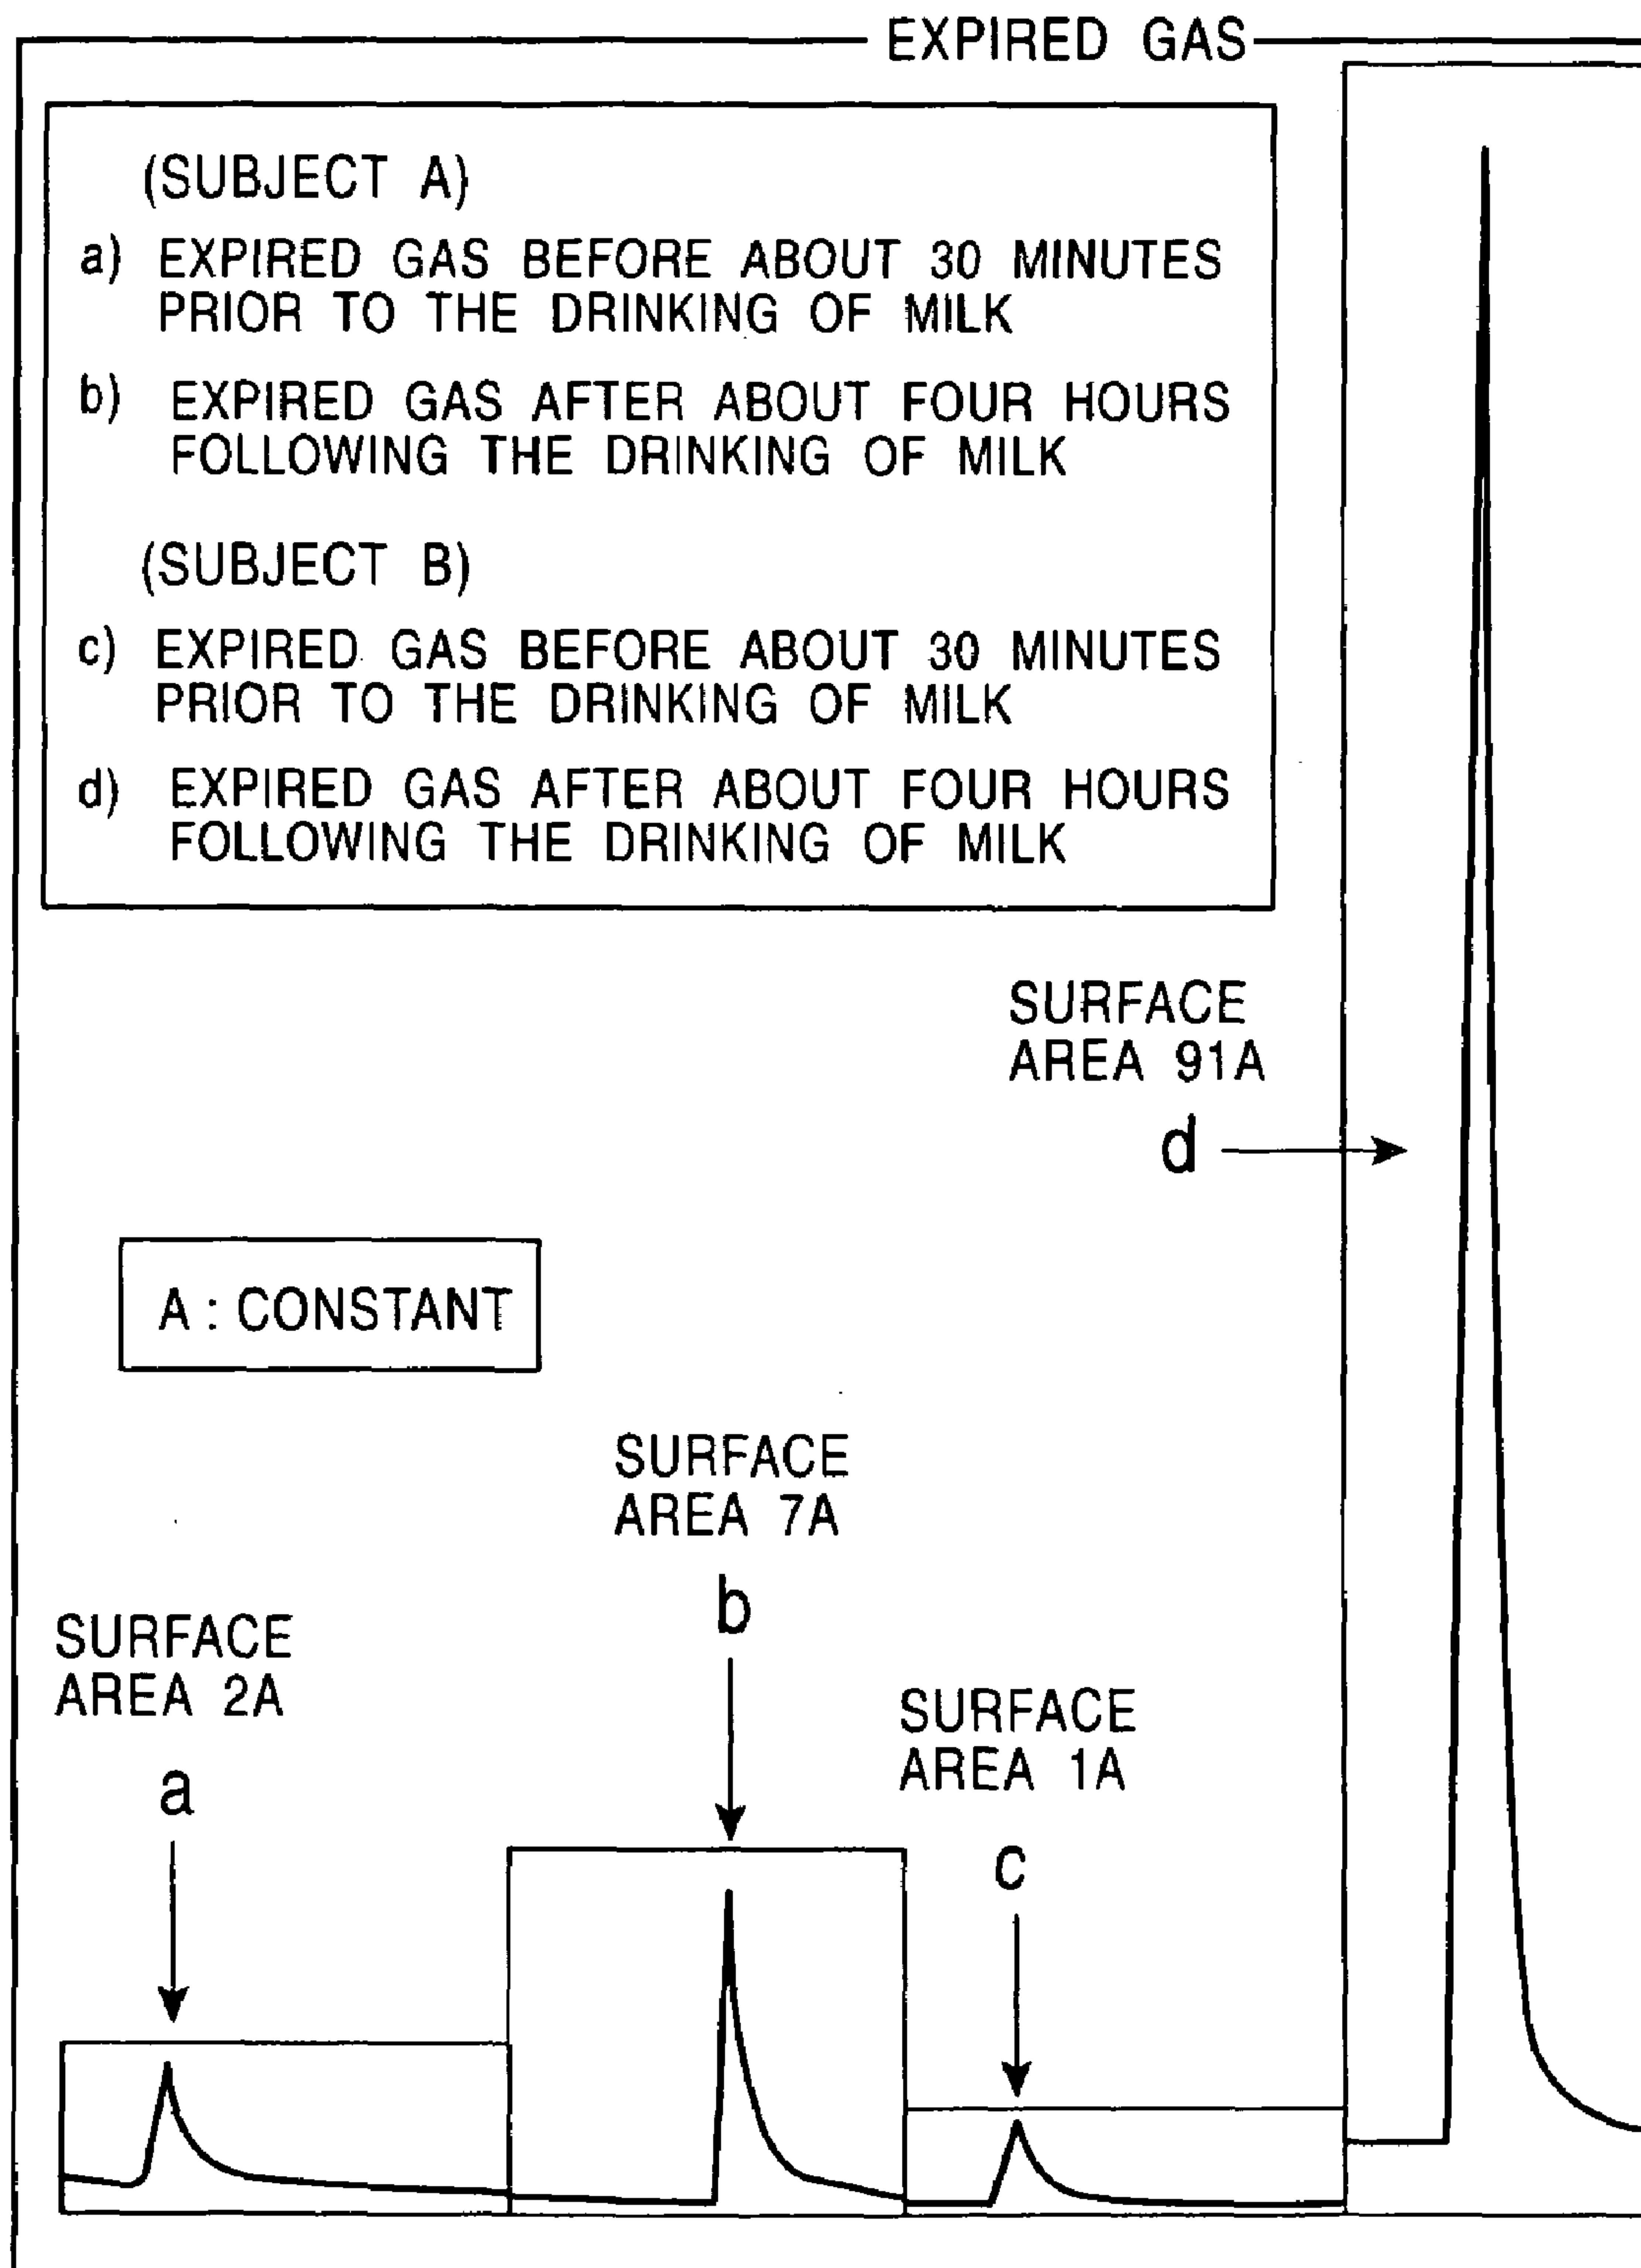 EXPIRED GAS
(SUBJECT A)
a) EXPIRED GAS BEFORE ABOUT 30 MINUTES
PRIOR TO THE DRINKING OF MILK
b) EXPIRED GAS AFTER ABOUT FOUR HOURS
FOLLOWING THE DRINKING OF MILK
(SUBJECT B)
c) EXPIRED GAS BEFORE ABOUT 30 MINUTES
PRIOR TO THE DRINKING OF MILK
d) EXPIRED GAS AFTER ABOUT FOUR HOURS
FOLLOWING THE DRINKING OF MILK
SURFACE
AREA 91A
d
A : CONSTANT
SURFACE
AREA 7A
b
SURFACE
AREA 2A
a
SURFACE
AREA 1A
c